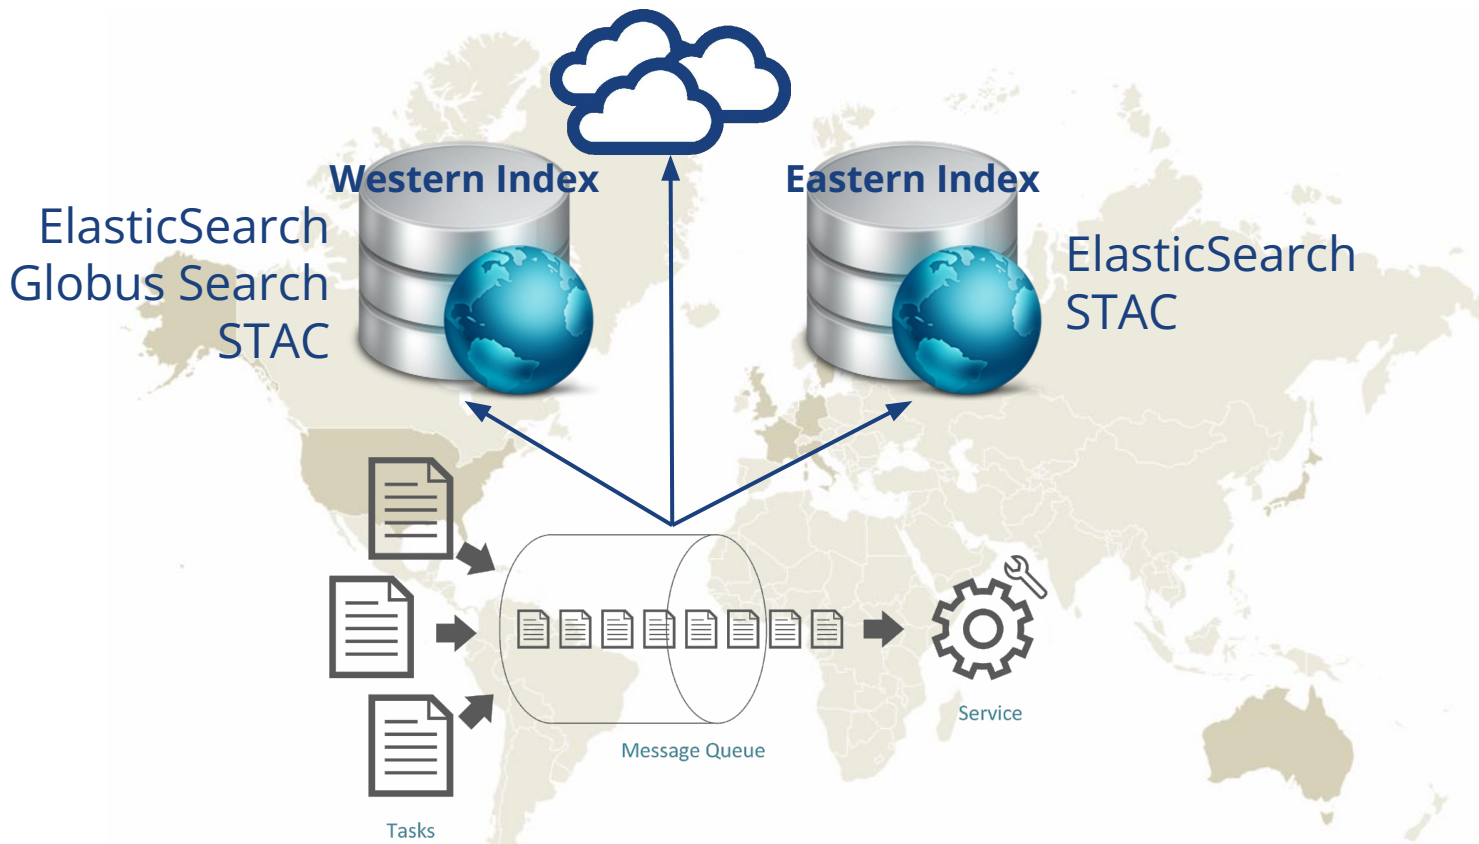 Western Index
Eastern Index
ElasticSearch
Globus Search
STAC
ElasticSearch
STAC
Service
Message Queue
Tasks